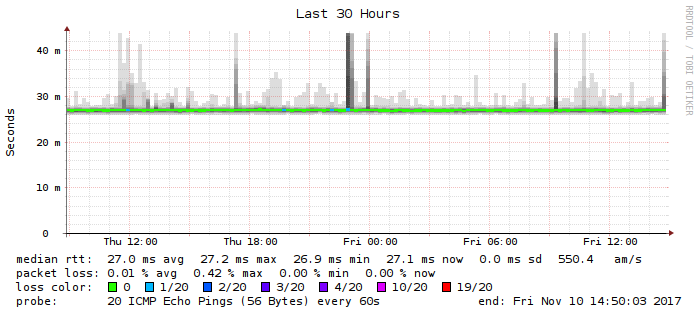 Last 30 Hours
RRDTOOL / TOBI OETIKER
Seconds
40 m
30 m
20 m
10 m
0
Thu 12:00 Thu 18:00 Fri 00:00 Fri 06:00 Fri 12:00
median rtt: 27.0 ms avg 27.2 ms max 26.9 ms min 27.1 ms now 0.0 ms sd 550.4 am/s
packet loss: 0.01 % avg 0.42 % max 0.00 % min 0.00 % now
loss color: 0 1/20 2/20 3/20 4/20 10/20 19/20
probe: 20 ICMP Echo Pings (56 Bytes) every 60s end: Fri Nov 10 14:50:03 2017